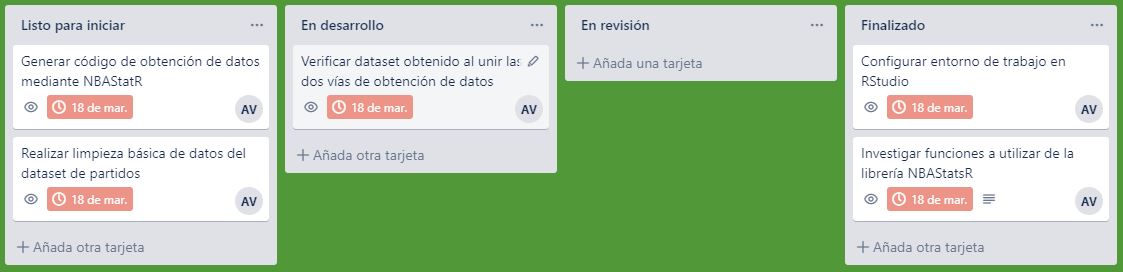 Listo para iniciar
Generar código de obtención de datos
mediante NBAStatR
18 de mar.
AV
Realizar limpieza básica de datos del
dataset de partidos
18 de mar.
AV
Añada otra tarjeta
En desarrollo
Verificar dataset obtenido al unir las
dos vías de obtención de datos
18 de mar.
AV
Añada otra tarjeta
En revisión
Añada una tarjeta
Finalizado
Configurar entorno de trabajo en
RStudio
18 de mar.
AV
Investigar funciones a utilizar de la
librería NBAStatsR
18 de mar.
AV
Añada otra tarjeta